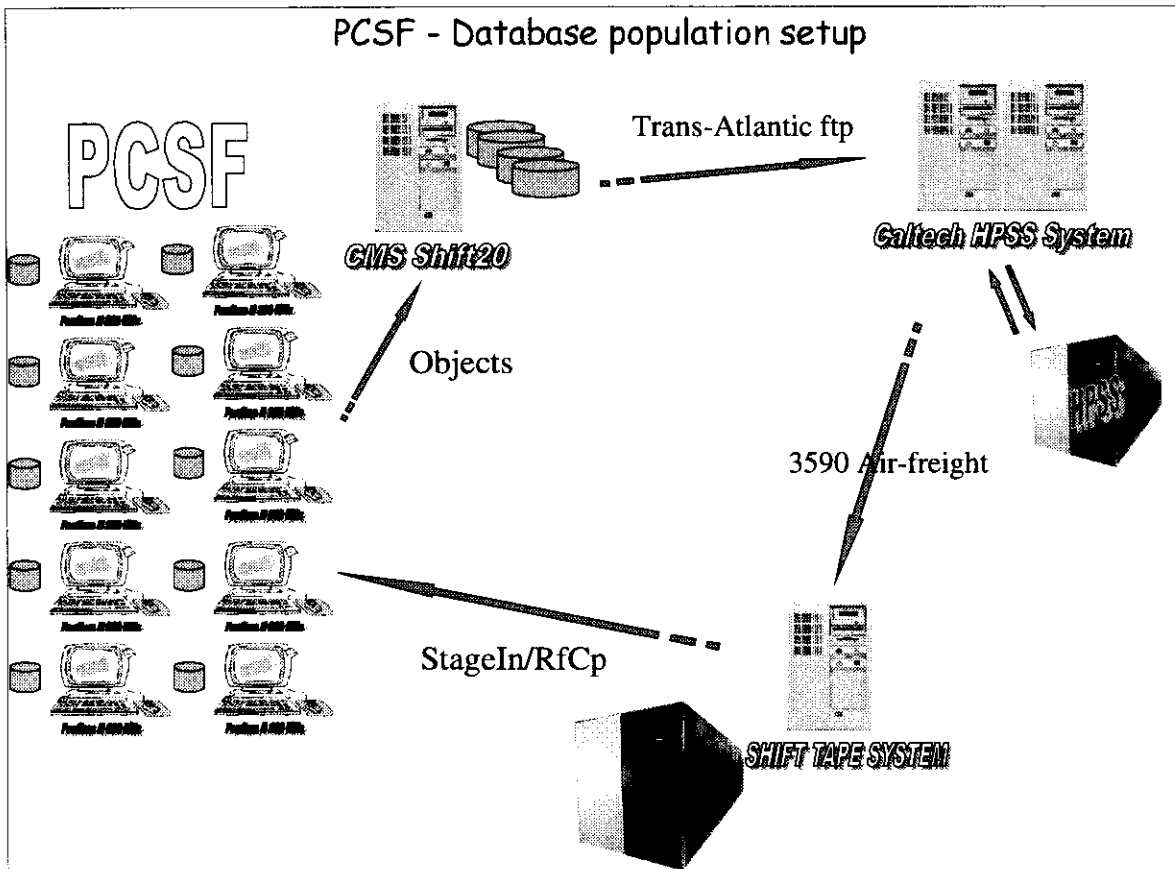 PCSF - Database population setup
PCSF
Trans-Atlantic ftp
CMS Shift20
Caltech HPSS System
Objects
HPSS
3590 Air-freight
StageIn/RfCp
SHIFT TAPE SYSTEM